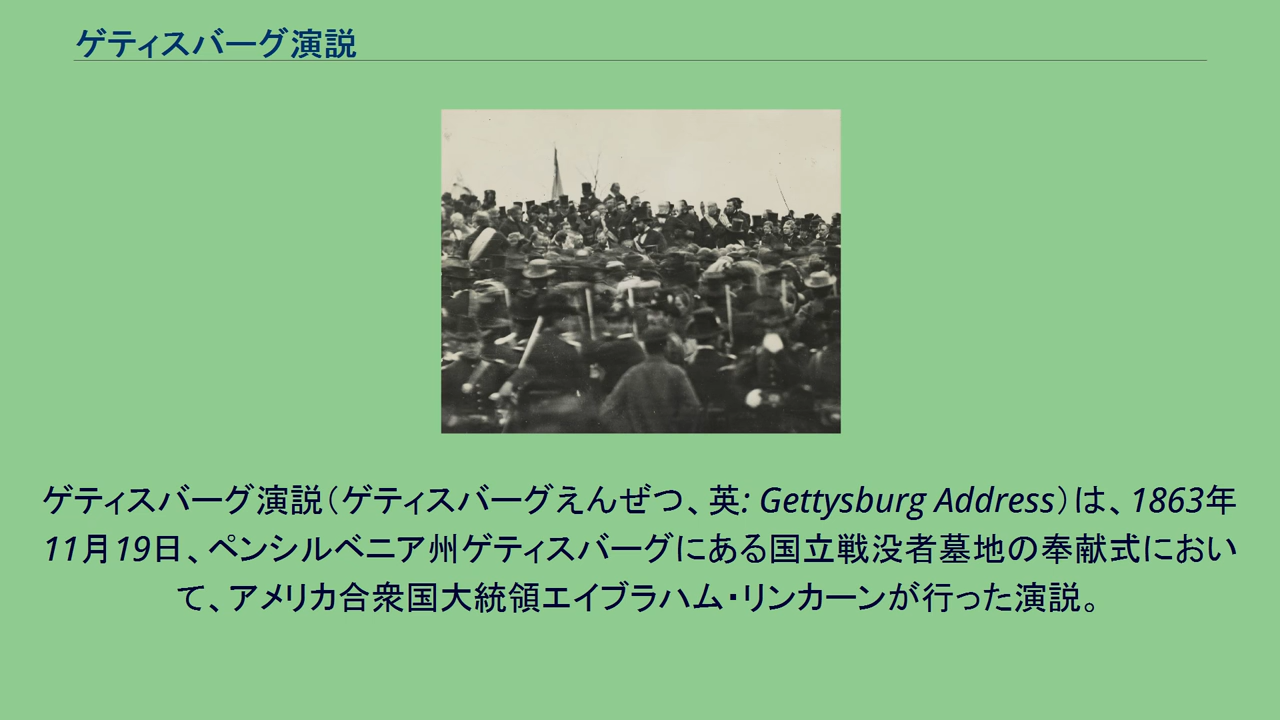 ゲティスバーグ演説
ゲティスバーグ演説（ゲティスバーグえんぜつ、英: Gettysburg Address）は、1863年
11月19日、ペンシルベニア州ゲティスバーグにある国立戦没者墓地の奉献式におい
て、アメリカ合衆国大統領エイブラハム・リンカーンが行った演説。